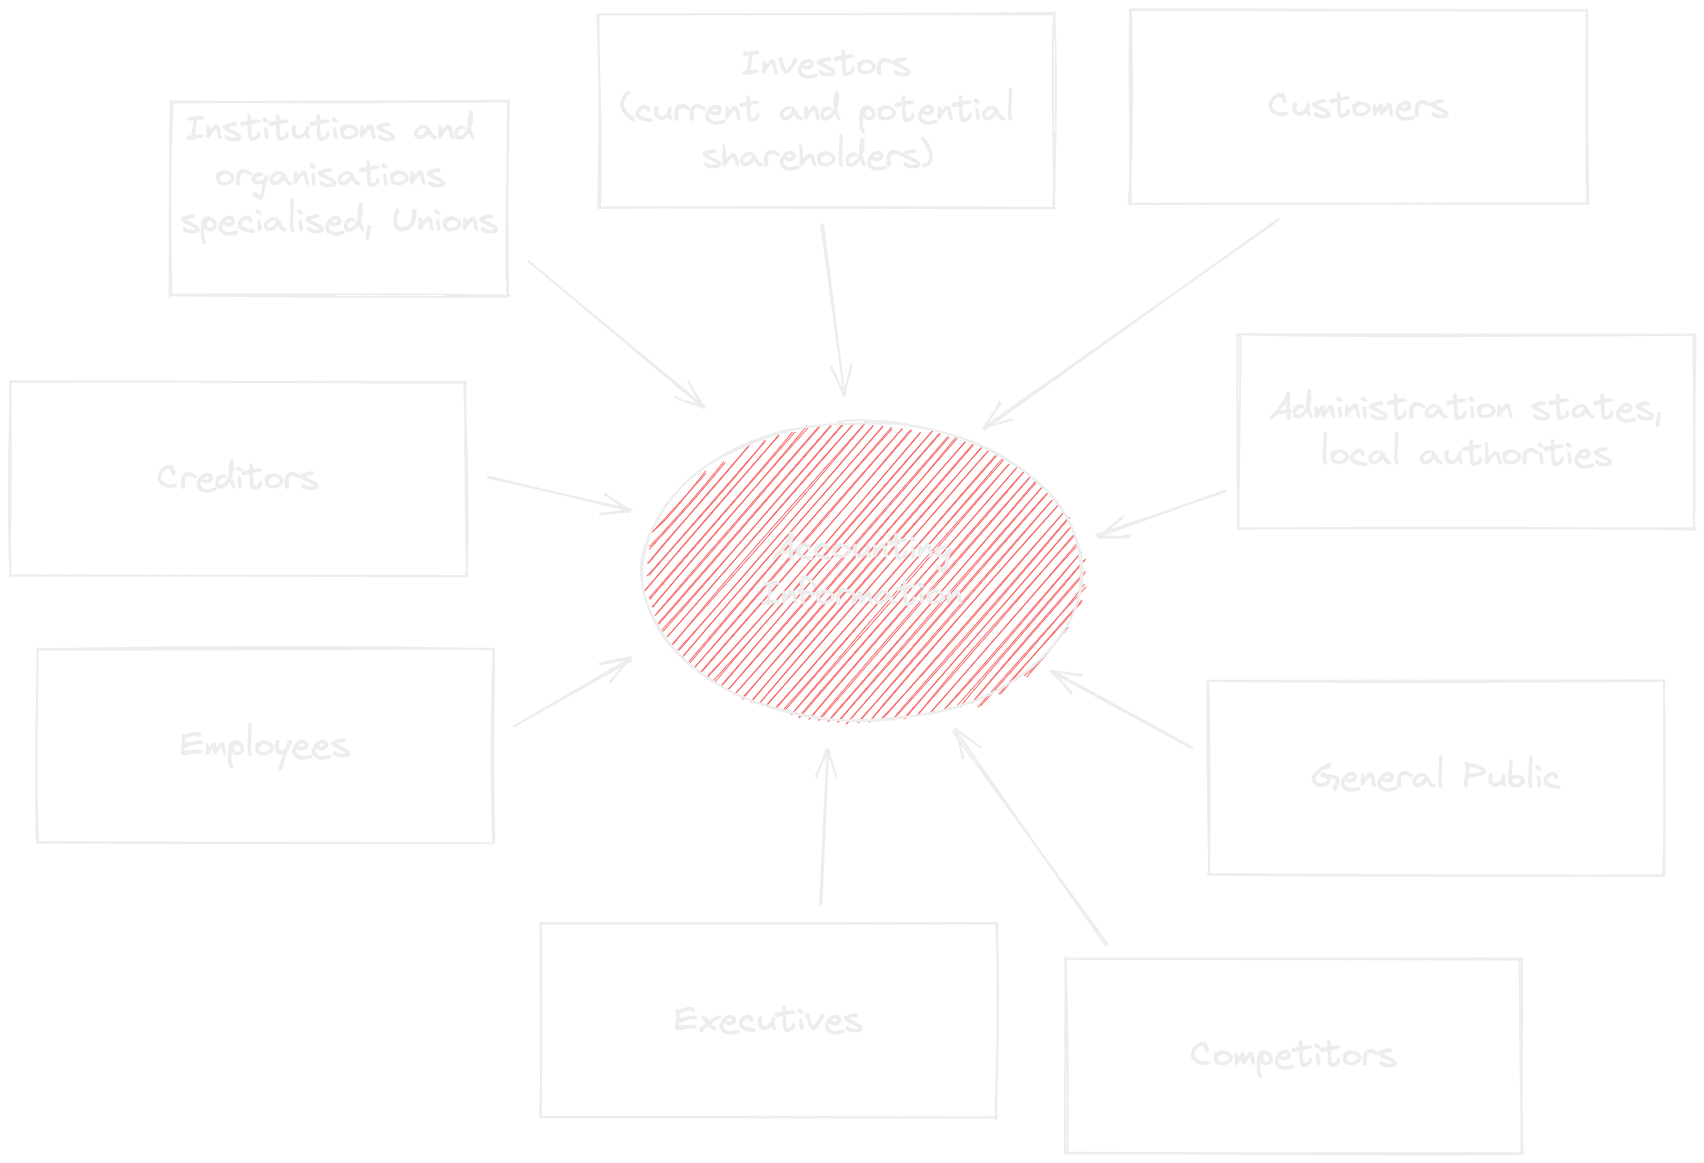 Investors
(current and potential
shareholders)
Customers
Institutions and
organisations
specialised, Unions
Administration states,
local authorities
Creditors
Accounting
Information
Employees
General Public
Executives
Competitors